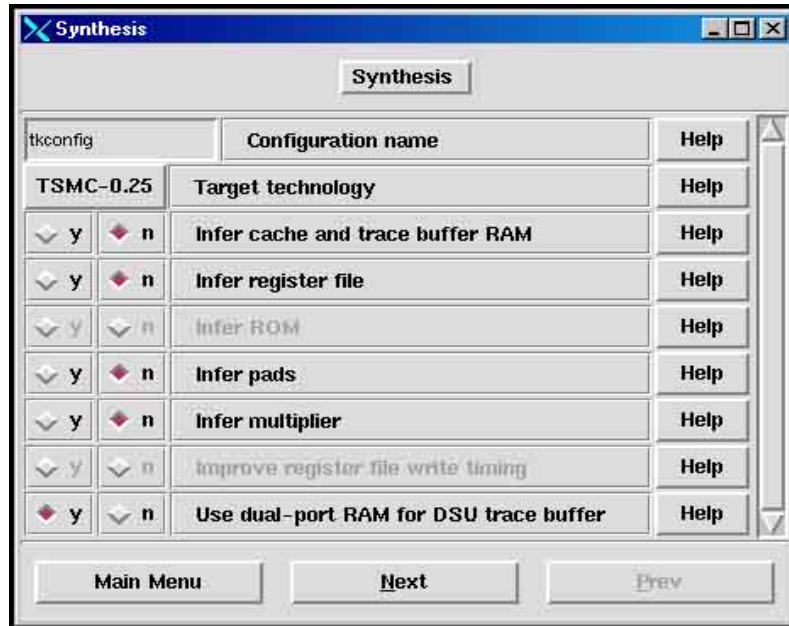 Synthesis
Synthesis
tkconfig Configuration name Help
TSMC-0.25 Target technology Help
y n Infer cache and trace buffer RAM Help
y n Infer register file Help
y n Infer ROM Help
y n Infer pads Help
y n Infer multiplier Help
y n Improve register file write timing Help
y n Use dual-port RAM for DSU trace buffer Help
Main Menu Next Prev